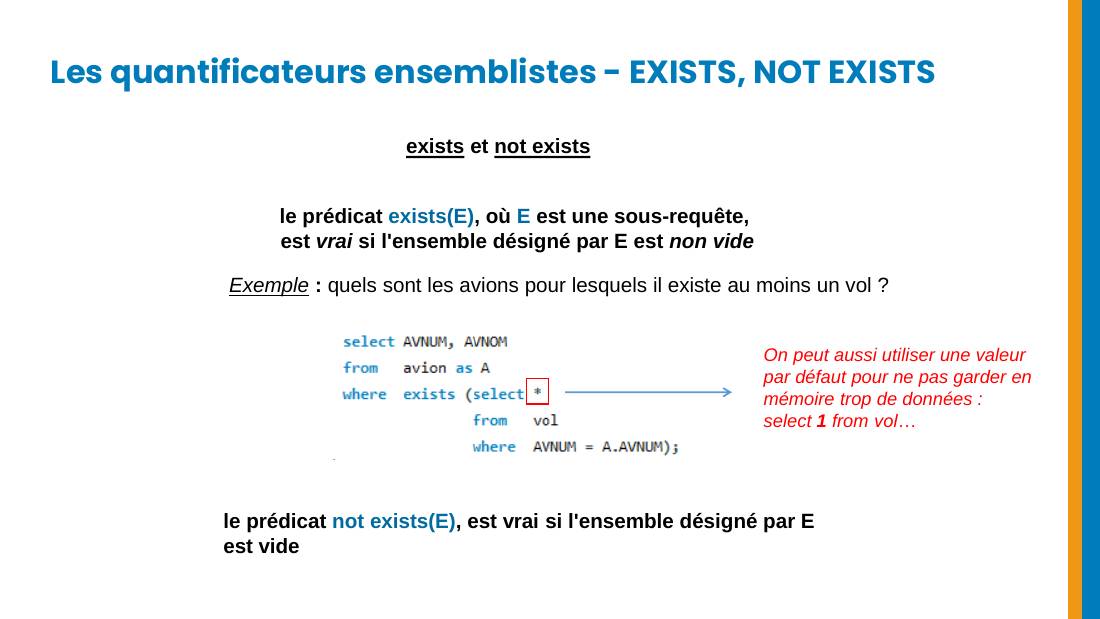 Les quantificateurs ensemblistes - EXISTS, NOT EXISTS
exists et not exists
le prédicat exists(E), où E est une sous-requête,
est vrai si l'ensemble désigné par E est non vide
Exemple : quels sont les avions pour lesquels il existe au moins un vol ?
select AVNUM, AVNOM
from avion as A
where exists (select *
from vol
where AVNUM = A.AVNUM);
On peut aussi utiliser une valeur
par défaut pour ne pas garder en
mémoire trop de données :
select 1 from vol…
le prédicat not exists(E), est vrai si l'ensemble désigné par E
est vide